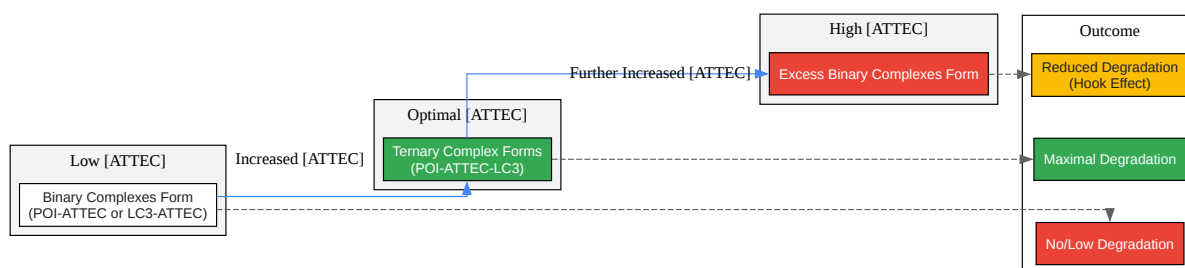 High [ATTEC]
Outcome
Further Increased [ATTEC]
Excess Binary Complexes Form
Reduced Degradation
(Hook Effect)
Optimal [ATTEC]
Increased [ATTEC]
Ternary Complex Forms
(POI-ATTEC-LC3)
Maximal Degradation
Low [ATTEC]
Binary Complexes Form
(POI-ATTEC or LC3-ATTEC)
No/Low Degradation